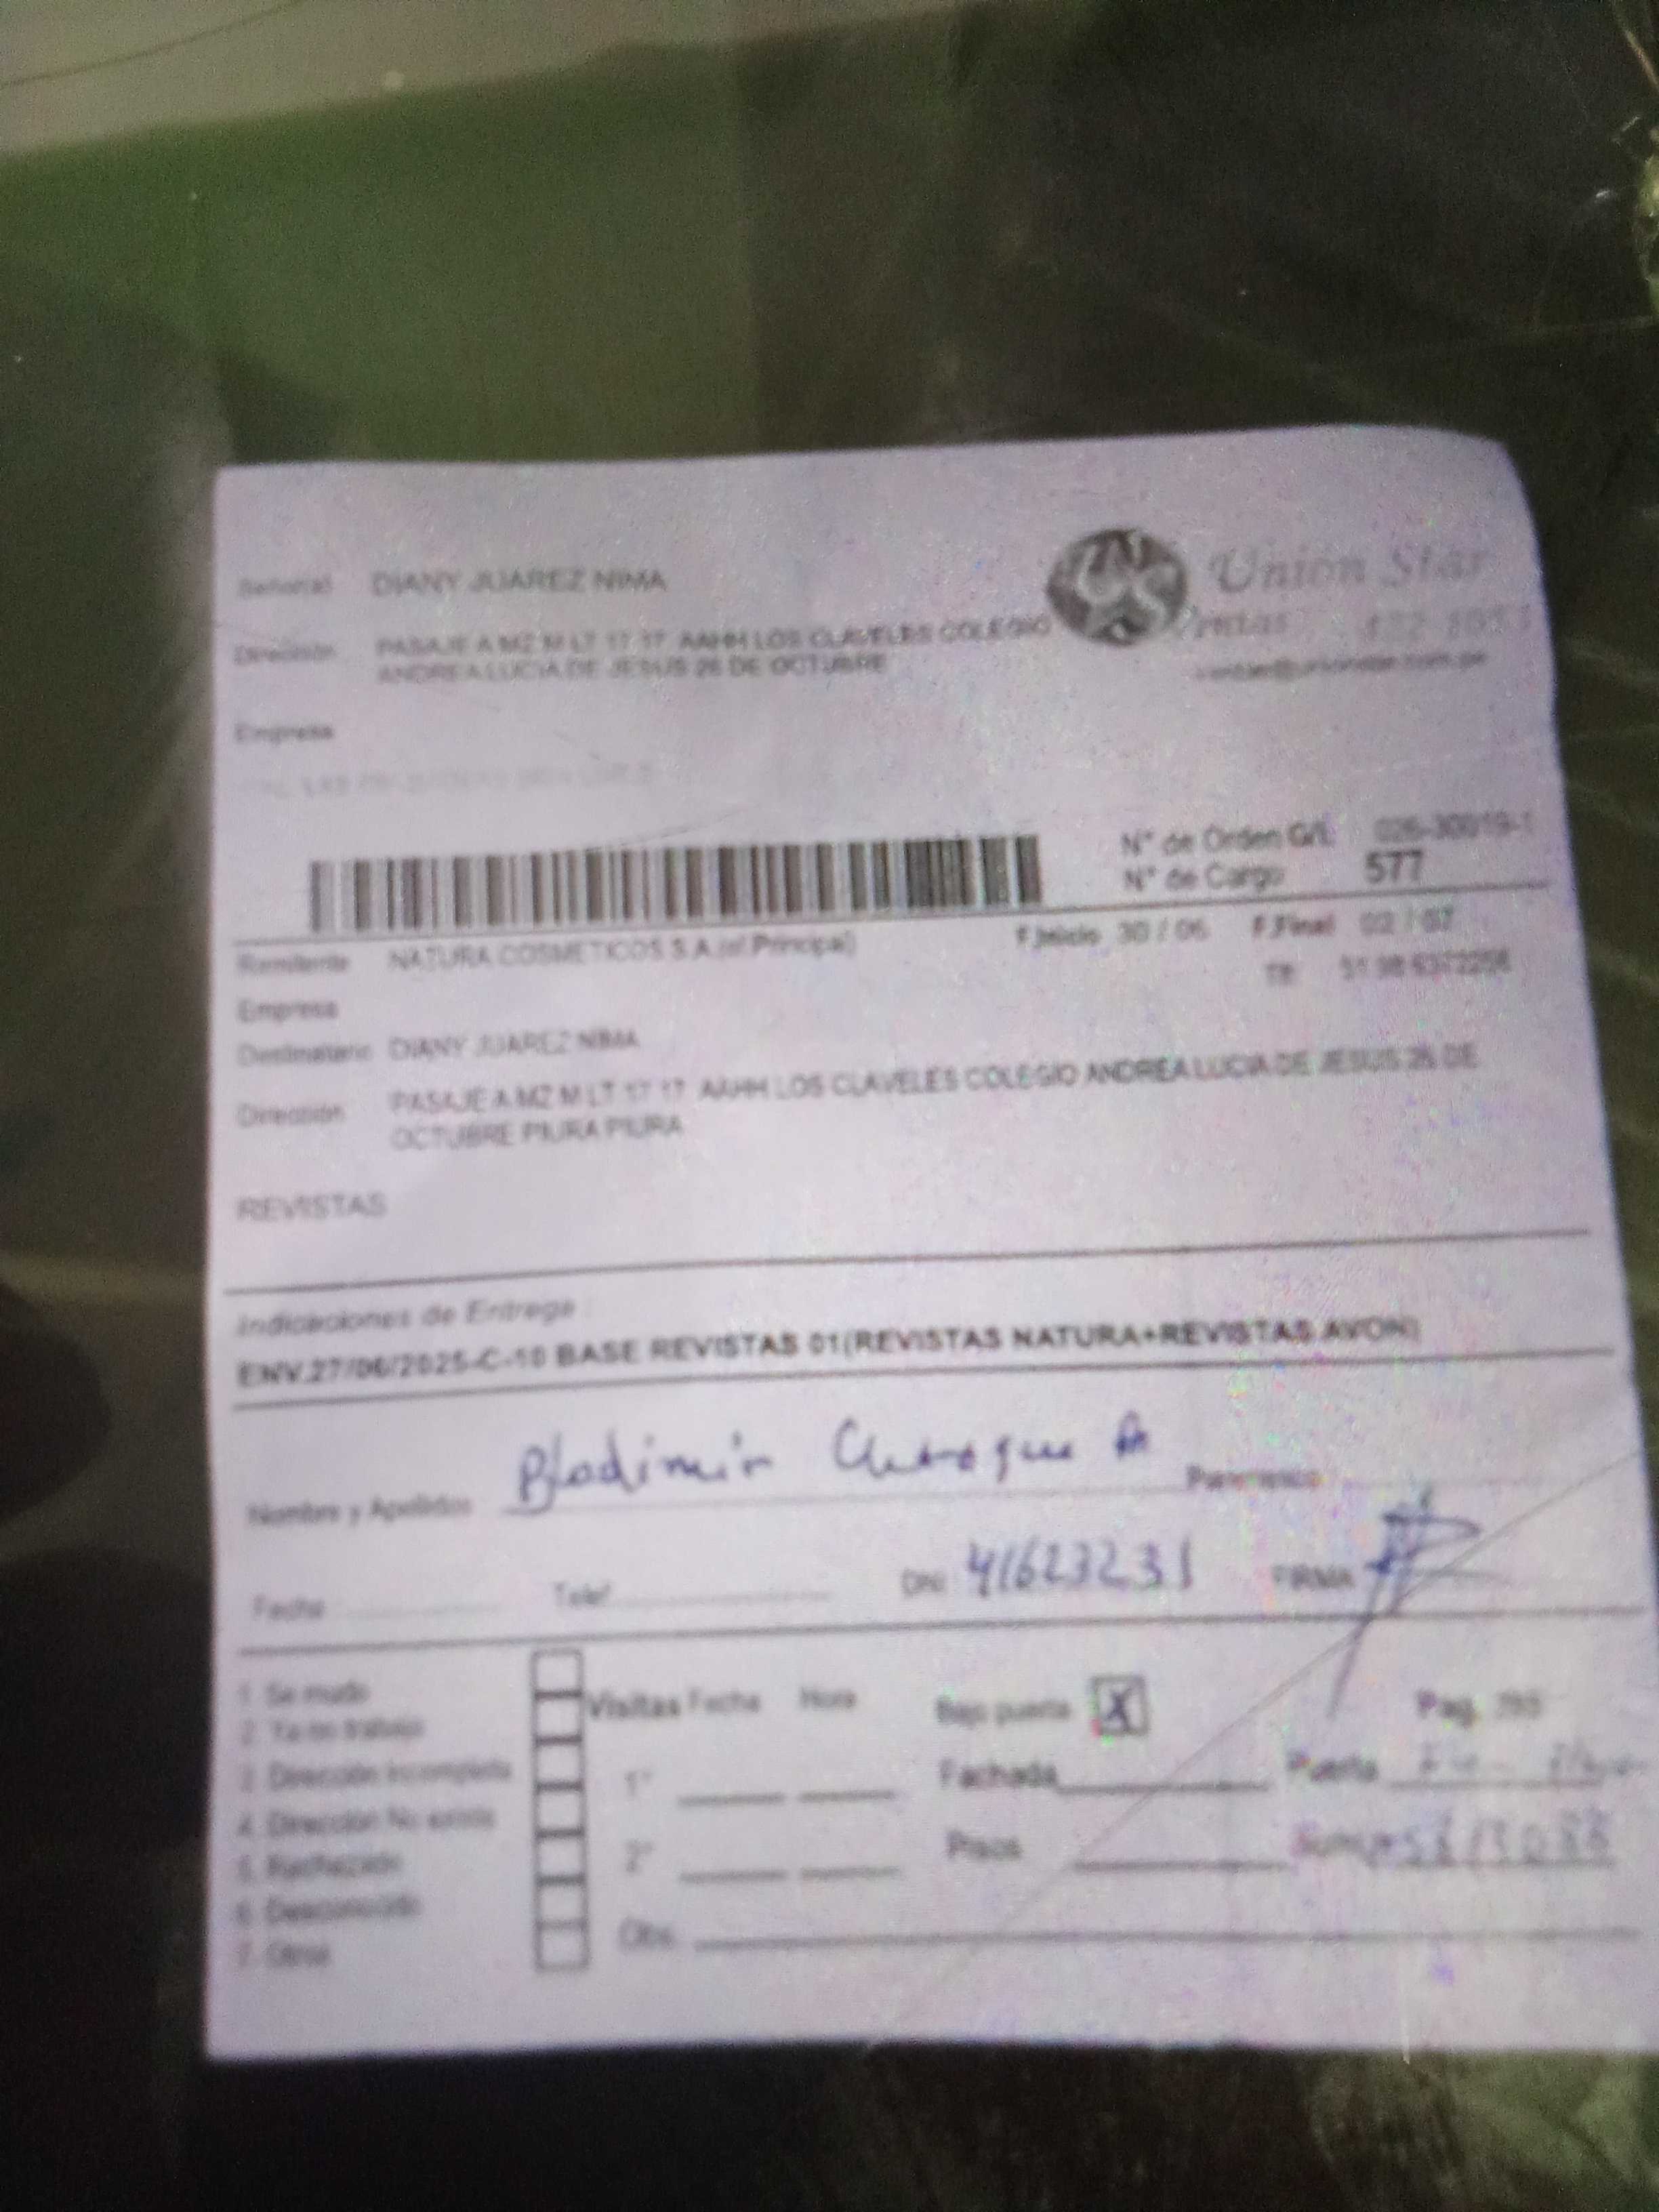 Señor(a) DIANY JUAREZ NIMA
Unión Star
Dirección PASAJE A MZ M LT 17 17 AAHH LOS CLAVELES COLEGIO
ANDREA LUCIA DE JESUS 26 DE OCTUBRE
Ventas
Empresa
N° de Orden G/L 026-30019-1
N° de Cargo 577
Remitente NATURA COSMETICOS S.A.(of.Principal) F.Inicio 30 / 06 F.Final 02 / 07
Empresa
Destinatario DIANY JUAREZ NIMA
Dirección PASAJE A MZ M LT 17 17 AAHH LOS CLAVELES COLEGIO ANDREA LUCIA DE JESUS 26 DE
OCTUBRE PIURA PIURA
REVISTAS
Indicaciones de Entrega :
ENV.27/06/2025-C-10 BASE REVISTAS 01(REVISTAS NATURA+REVISTAS AVON)
Nombre y Apellidos Bladimir Parentesco
Fecha Telef. DNI 41623231 FIRMA
1. Se mudo
2. Ya no trabaja
3. Dirección Incompleta
4. Dirección No existe
5. Rechazado
6. Desconocido
7. Otros
Visitas Fecha Hora
1°
2°
Obs.
Bajo puerta X Pag.
Fachada Puerta
Pisos